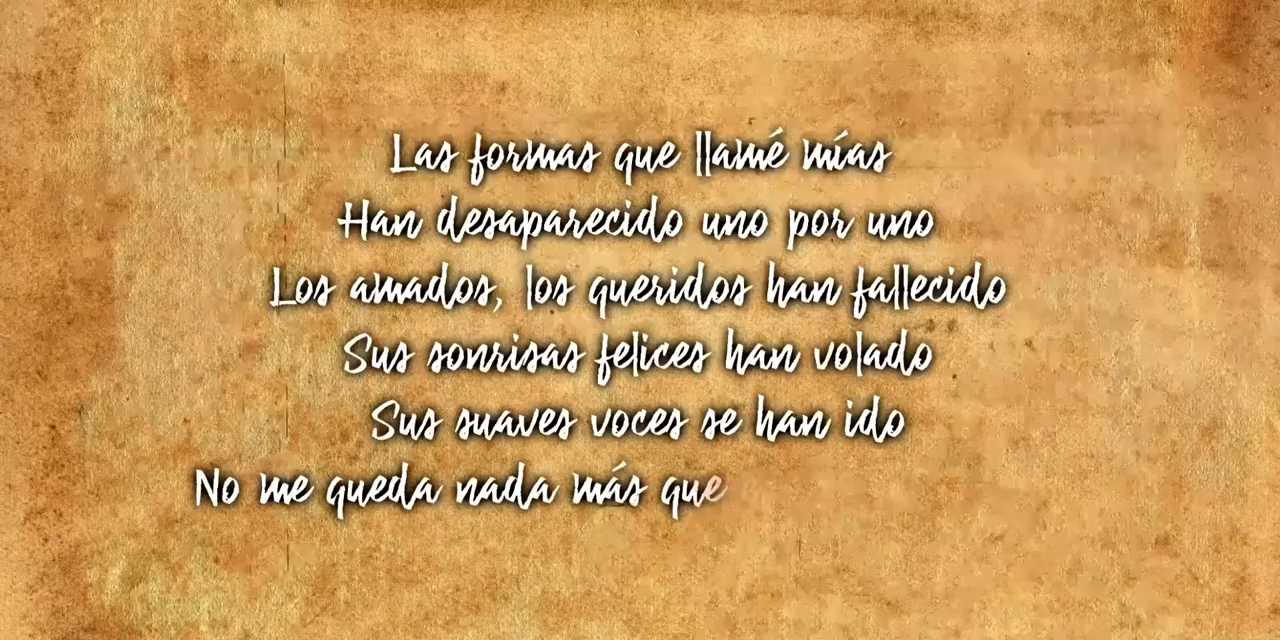 Las formas que llamé mías
Han desaparecido uno por uno
Los amados, los queridos han fallecido
Sus sonrisas felices han volado
Sus suaves voces se han ido
No me queda nada más que